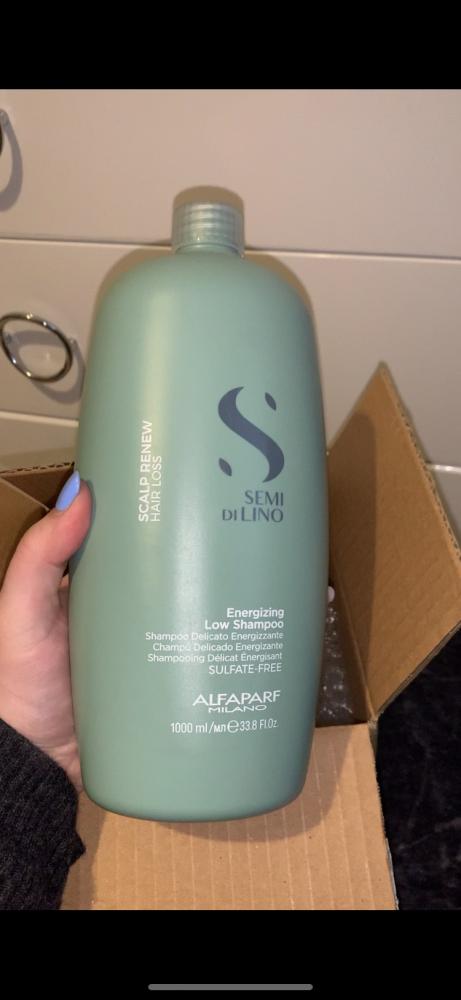 SCALP RENEW
HAIR LOSS
SEMI
DI LINO
Energizing
Low Shampoo
Shampoo Delicato Energizzante
Champú Delicado Energizante
Shampooing Délicat Énergisant
SULFATE-FREE
ALFAPARF
MILANO
1000 ml/мл ℮ 33.8 Fl.Oz.